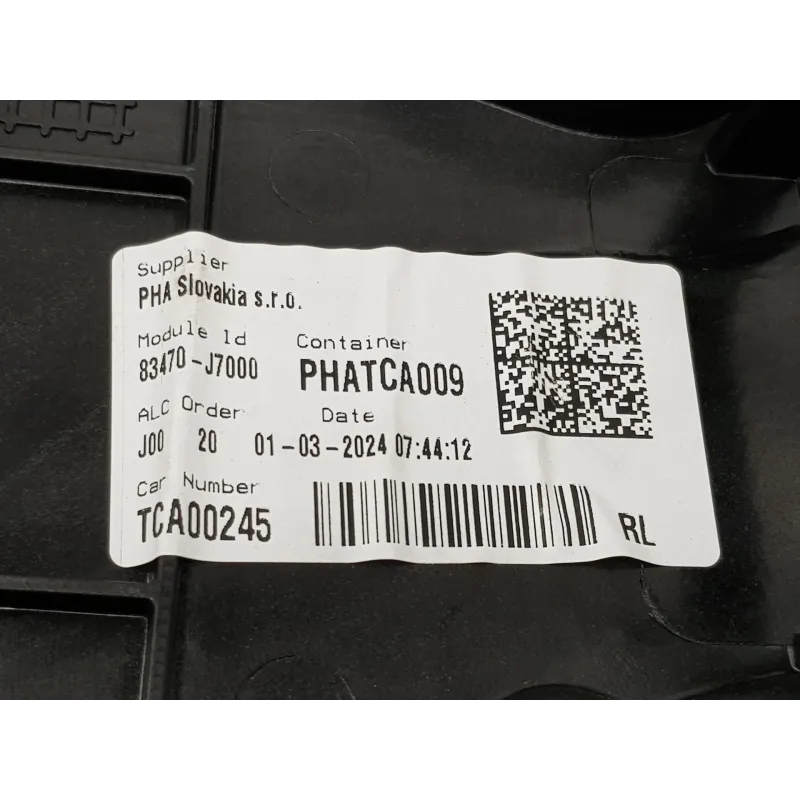 Supplier
PHA Slovakia s.r.o.
Module Id Container
83470-J7000 PHATCA009
ALC Order Date
J00 20 01-03-2024 07:44:12
Car Number
TCA00245 RL